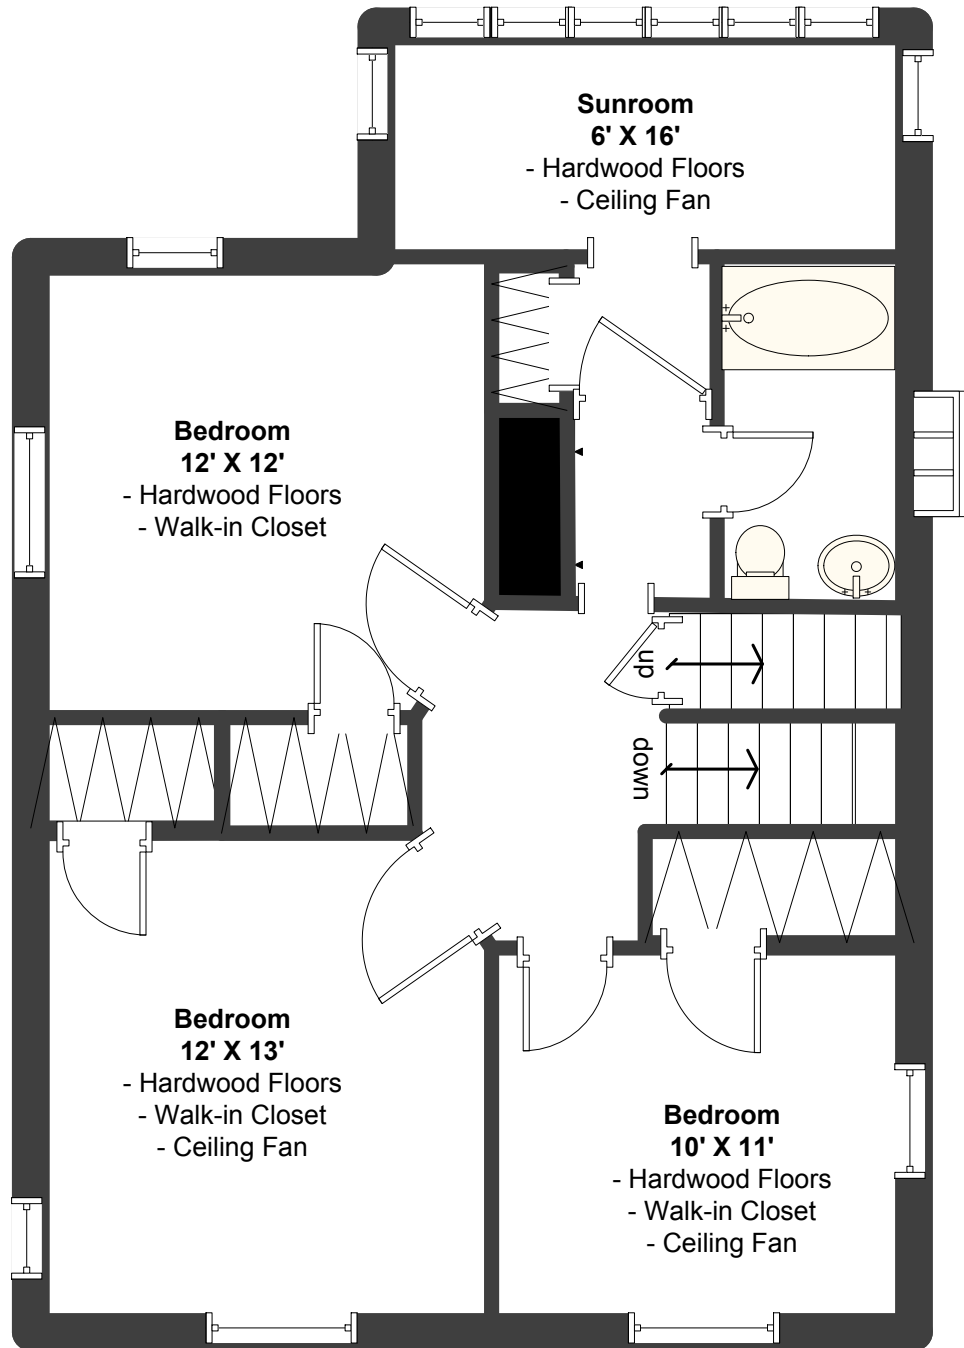 Sunroom
6' X 16'
- Hardwood Floors
- Ceiling Fan
Bedroom
12' X 12'
- Hardwood Floors
- Walk-in Closet
up
down
Bedroom
12' X 13'
- Hardwood Floors
- Walk-in Closet
- Ceiling Fan
Bedroom
10' X 11'
- Hardwood Floors
- Walk-in Closet
- Ceiling Fan